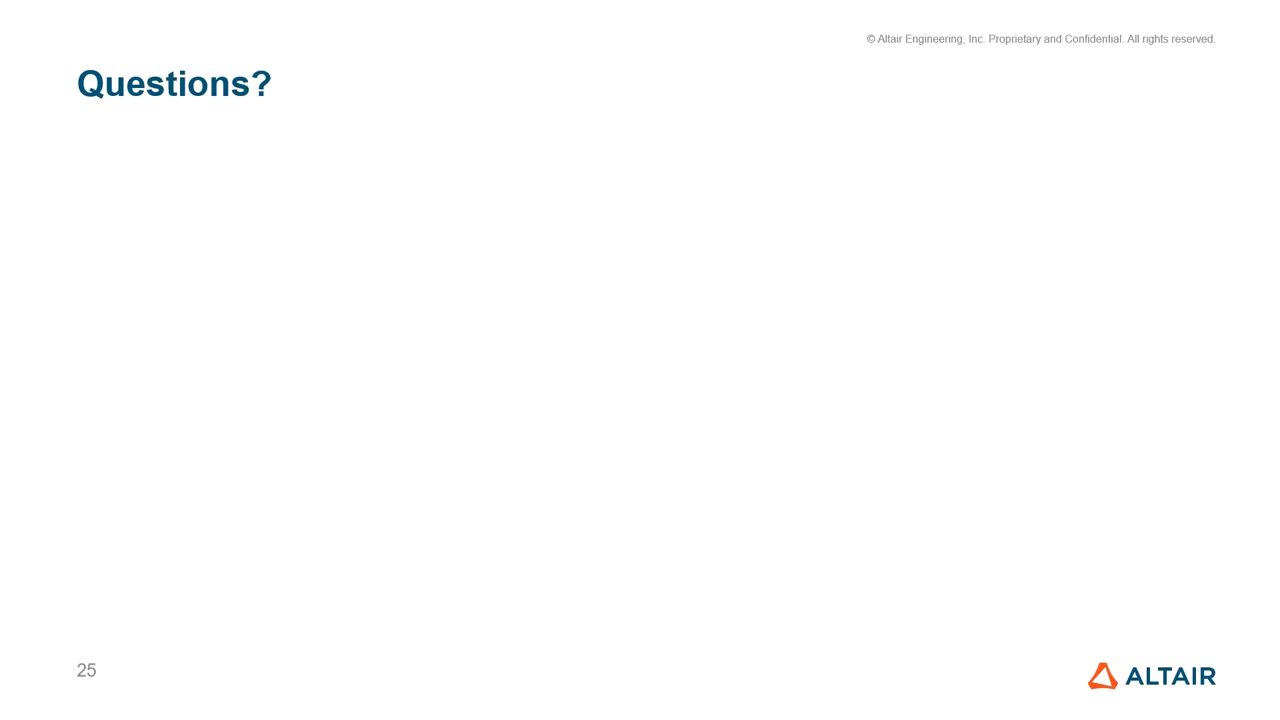 © Altair Engineering, Inc. Proprietary and Confidential. All rights reserved.
Questions?
25
ALTAIR